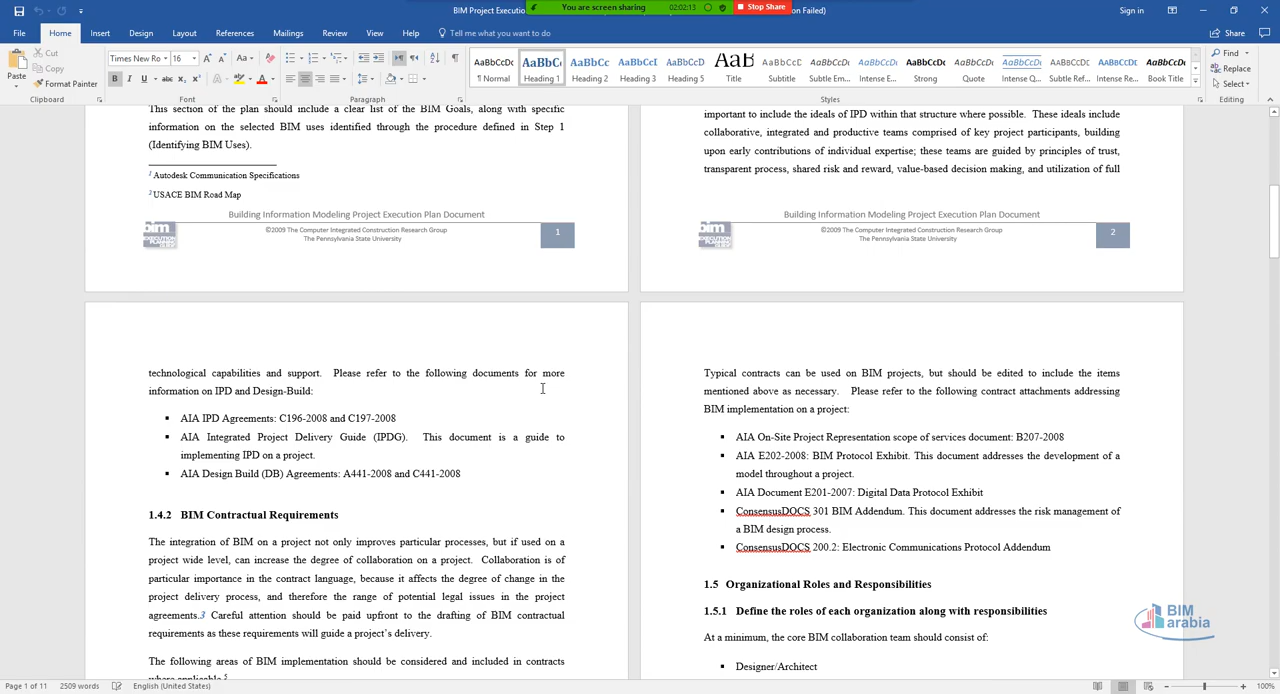 BIM Project Executio
You are screen sharing
02:02:13
Stop Share
on Failed)
Sign in
File
Home
Insert
Design
Layout
References
Mailings
Review
View
Help
Tell me what you want to do
Share
Paste
Cut
Copy
Format Painter
Clipboard
Times New Ro
16
Font
Paragraph
¶ Normal
Heading 1
Heading 2
Heading 3
Heading 5
Title
Subtitle
Subtle Em...
Emphasis
Intense E...
Strong
Quote
Intense Q...
Subtle Ref...
Intense Re...
Book Title
Styles
Find
Replace
Select
Editing
This section of the plan should include a clear list of the BIM Goals, along with specific
information on the selected BIM uses identified through the procedure defined in Step 1
(Identifying BIM Uses).
1 Autodesk Communication Specifications
2 USACE BIM Road Map
Building Information Modeling Project Execution Plan Document
©2009 The Computer Integrated Construction Research Group
The Pennsylvania State University
1
important to include the ideals of IPD within that structure where possible. These ideals include
collaborative, integrated and productive teams comprised of key project participants, building
upon early contributions of individual expertise; these teams are guided by principles of trust,
transparent process, shared risk and reward, value-based decision making, and utilization of full
Building Information Modeling Project Execution Plan Document
©2009 The Computer Integrated Construction Research Group
The Pennsylvania State University
2
technological capabilities and support. Please refer to the following documents for more
information on IPD and Design-Build:
▪ AIA IPD Agreements: C196-2008 and C197-2008
▪ AIA Integrated Project Delivery Guide (IPDG). This document is a guide to
implementing IPD on a project.
▪ AIA Design Build (DB) Agreements: A441-2008 and C441-2008
1.4.2 BIM Contractual Requirements
The integration of BIM on a project not only improves particular processes, but if used on a
project wide level, can increase the degree of collaboration on a project. Collaboration is of
particular importance in the contract language, because it affects the degree of change in the
project delivery process, and therefore the range of potential legal issues in the project
agreements.3 Careful attention should be paid upfront to the drafting of BIM contractual
requirements as these requirements will guide a project's delivery.
The following areas of BIM implementation should be considered and included in contracts
where applicable.5
Typical contracts can be used on BIM projects, but should be edited to include the items
mentioned above as necessary. Please refer to the following contract attachments addressing
BIM implementation on a project:
▪ AIA On-Site Project Representation scope of services document: B207-2008
▪ AIA E202-2008: BIM Protocol Exhibit. This document addresses the development of a
model throughout a project.
▪ AIA Document E201-2007: Digital Data Protocol Exhibit
▪ ConsensusDOCS 301 BIM Addendum. This document addresses the risk management of
a BIM design process.
▪ ConsensusDOCS 200.2: Electronic Communications Protocol Addendum
1.5 Organizational Roles and Responsibilities
1.5.1 Define the roles of each organization along with responsibilities
At a minimum, the core BIM collaboration team should consist of:
▪ Designer/Architect
BIM
arabia
Page 1 of 11
2509 words
English (United States)
100%